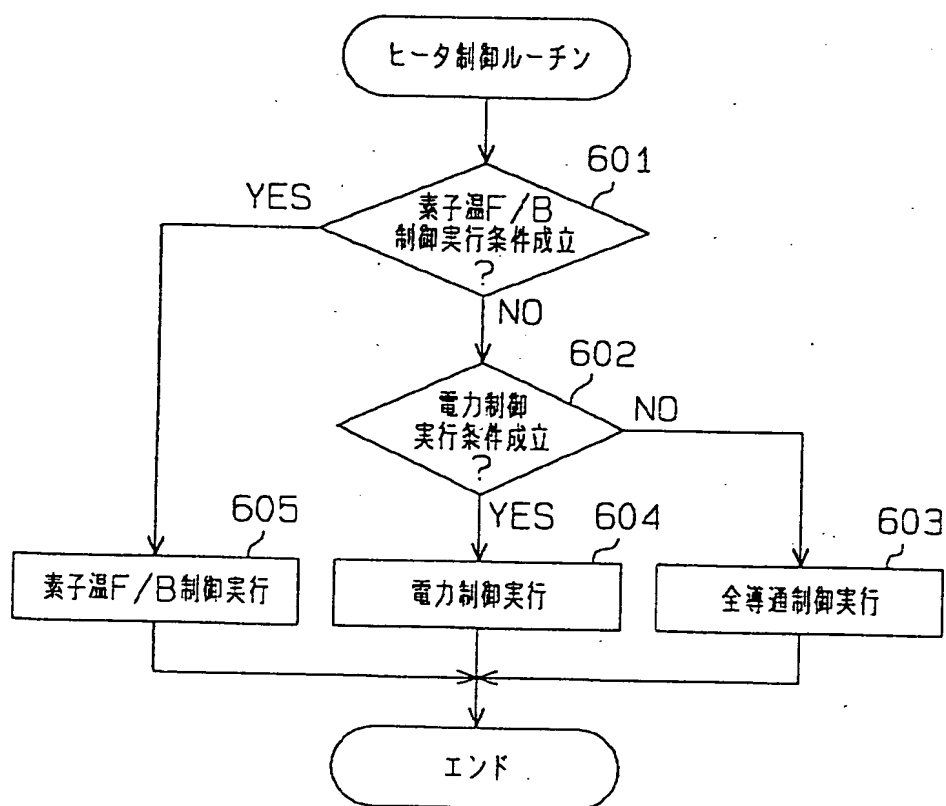 ヒータ制御ルーチン
601
YES
素子温F/B
制御実行条件成立
?
NO
602
電力制御
実行条件成立
?
NO
YES
605
604
603
素子温F/B制御実行
電力制御実行
全導通制御実行
エンド